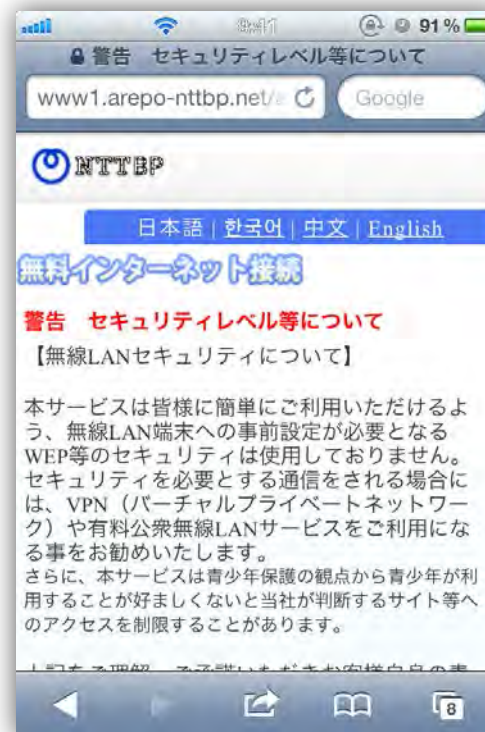 9:41
91%
警告 セキュリティレベル等について
www1.arepo-nttbp.net/
Google
NTTBP
日本語 | 한국어 | 中文 | English
無料インターネット接続
警告 セキュリティレベル等について
【無線LANセキュリティについて】
本サービスは皆様に簡単にご利用いただけるよ
う、無線LAN端末への事前設定が必要となる
WEP等のセキュリティは使用しておりません。
セキュリティを必要とする通信をされる場合に
は、VPN（バーチャルプライベートネットワー
ク）や有料公衆無線LANサービスをご利用にな
る事をお勧めいたします。
さらに、本サービスは青少年保護の観点から青少年が利
用することが好ましくないと当社が判断するサイト等へ
のアクセスを制限することがあります。
8